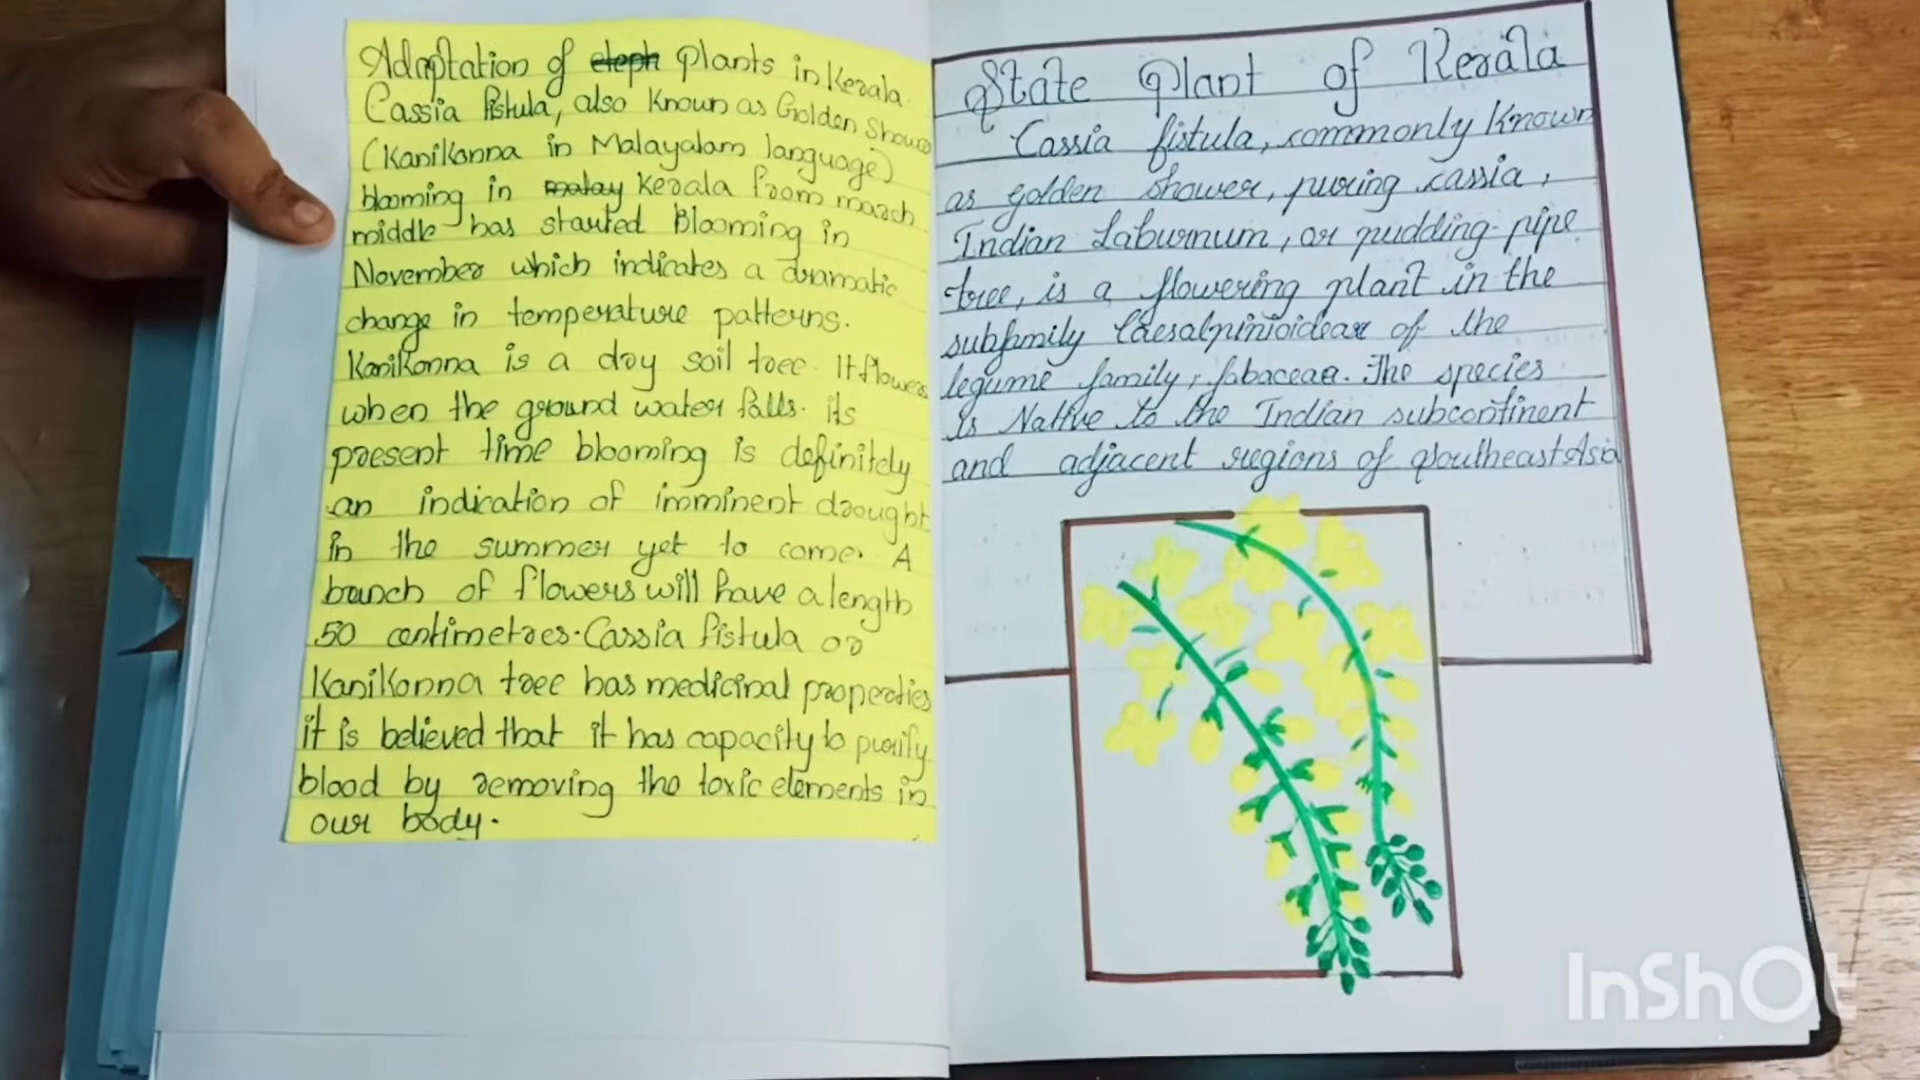 Adaptation of eleph plants in Kerala.
Cassia fistula, also known as Golden Shower
(Kanikonna in Malayalam language)
blooming in malay Kerala from march
middle has started Blooming in
November which indicates a dramatic
change in temperature patterns.
Kanikonna is a dry soil tree. It flowers
when the ground water falls. its
present time blooming is definitely
an indication of imminent drought
in the summer yet to come. A
bunch of flowers will have a length
50 centimetres. Cassia fistula or
Kanikonna tree has medicinal properties
it is believed that it has capacity to purify
blood by removing the toxic elements in
our body.
State Plant of Kerala
Cassia fistula, commonly known
as golden shower, puring cassia,
Indian Laburnum, or pudding-pipe
tree, is a flowering plant in the
subfmily Caesalpinioideae of the
legume family, fabaceae. The species
is Native to the Indian subcontinent
and adjacent regions of Southeast Asia
InShOt